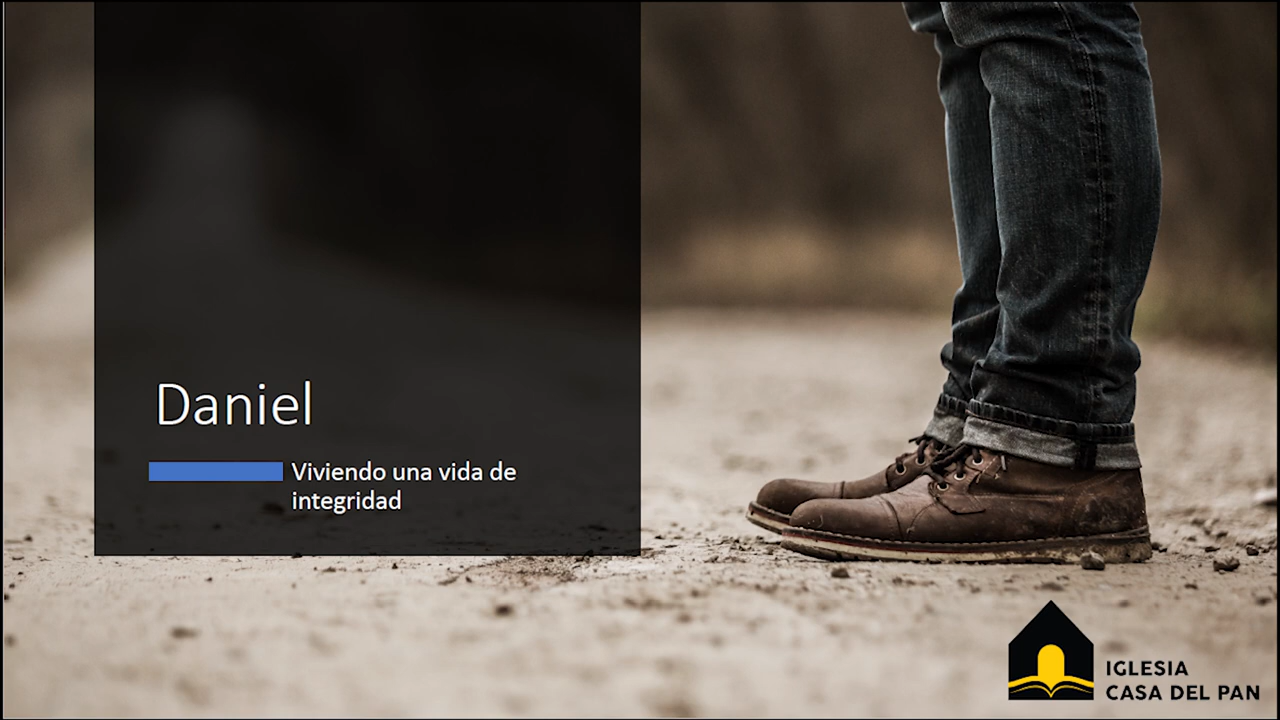 Daniel
Viviendo una vida de
integridad
IGLESIA
CASA DEL PAN